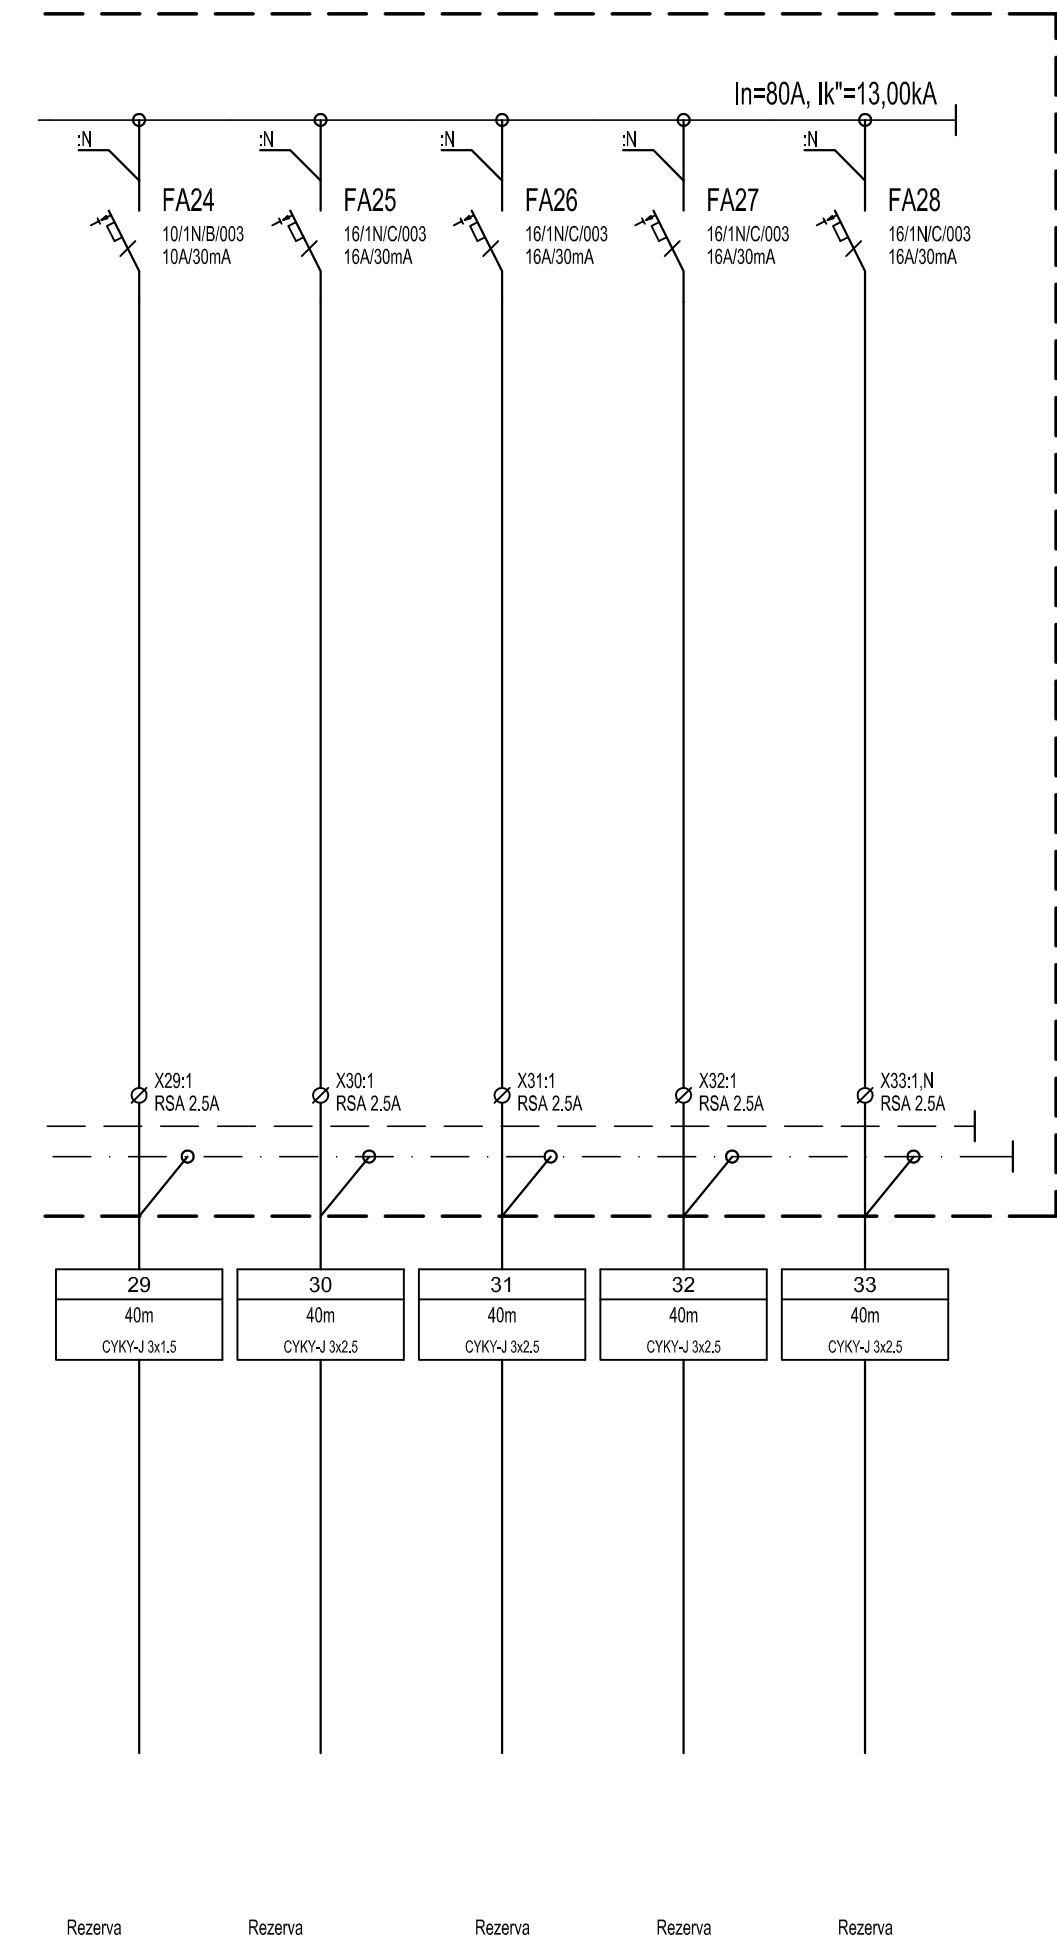 In=80A, Ik"=13,00kA
:N
:N
:N
:N
:N
FA24
10/1N/B/003
10A/30mA
FA25
16/1N/C/003
16A/30mA
FA26
16/1N/C/003
16A/30mA
FA27
16/1N/C/003
16A/30mA
FA28
16/1N/C/003
16A/30mA
X29:1
RSA 2.5A
X30:1
RSA 2.5A
X31:1
RSA 2.5A
X32:1
RSA 2.5A
X33:1,N
RSA 2.5A
29
40m
CYKY-J 3x1.5
30
40m
CYKY-J 3x2.5
31
40m
CYKY-J 3x2.5
32
40m
CYKY-J 3x2.5
33
40m
CYKY-J 3x2.5
Rezerva
Rezerva
Rezerva
Rezerva
Rezerva